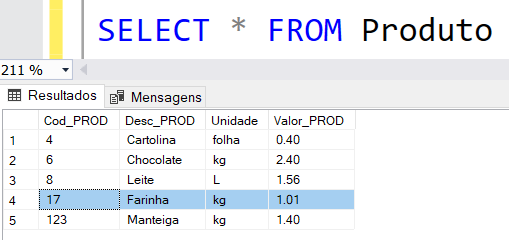 SELECT * FROM Produto
211 %
Resultados Mensagens
Cod_PROD Desc_PROD Unidade Valor_PROD
1 4 Cartolina folha 0.40
2 6 Chocolate kg 2.40
3 8 Leite L 1.56
4 17 Farinha kg 1.01
5 123 Manteiga kg 1.40